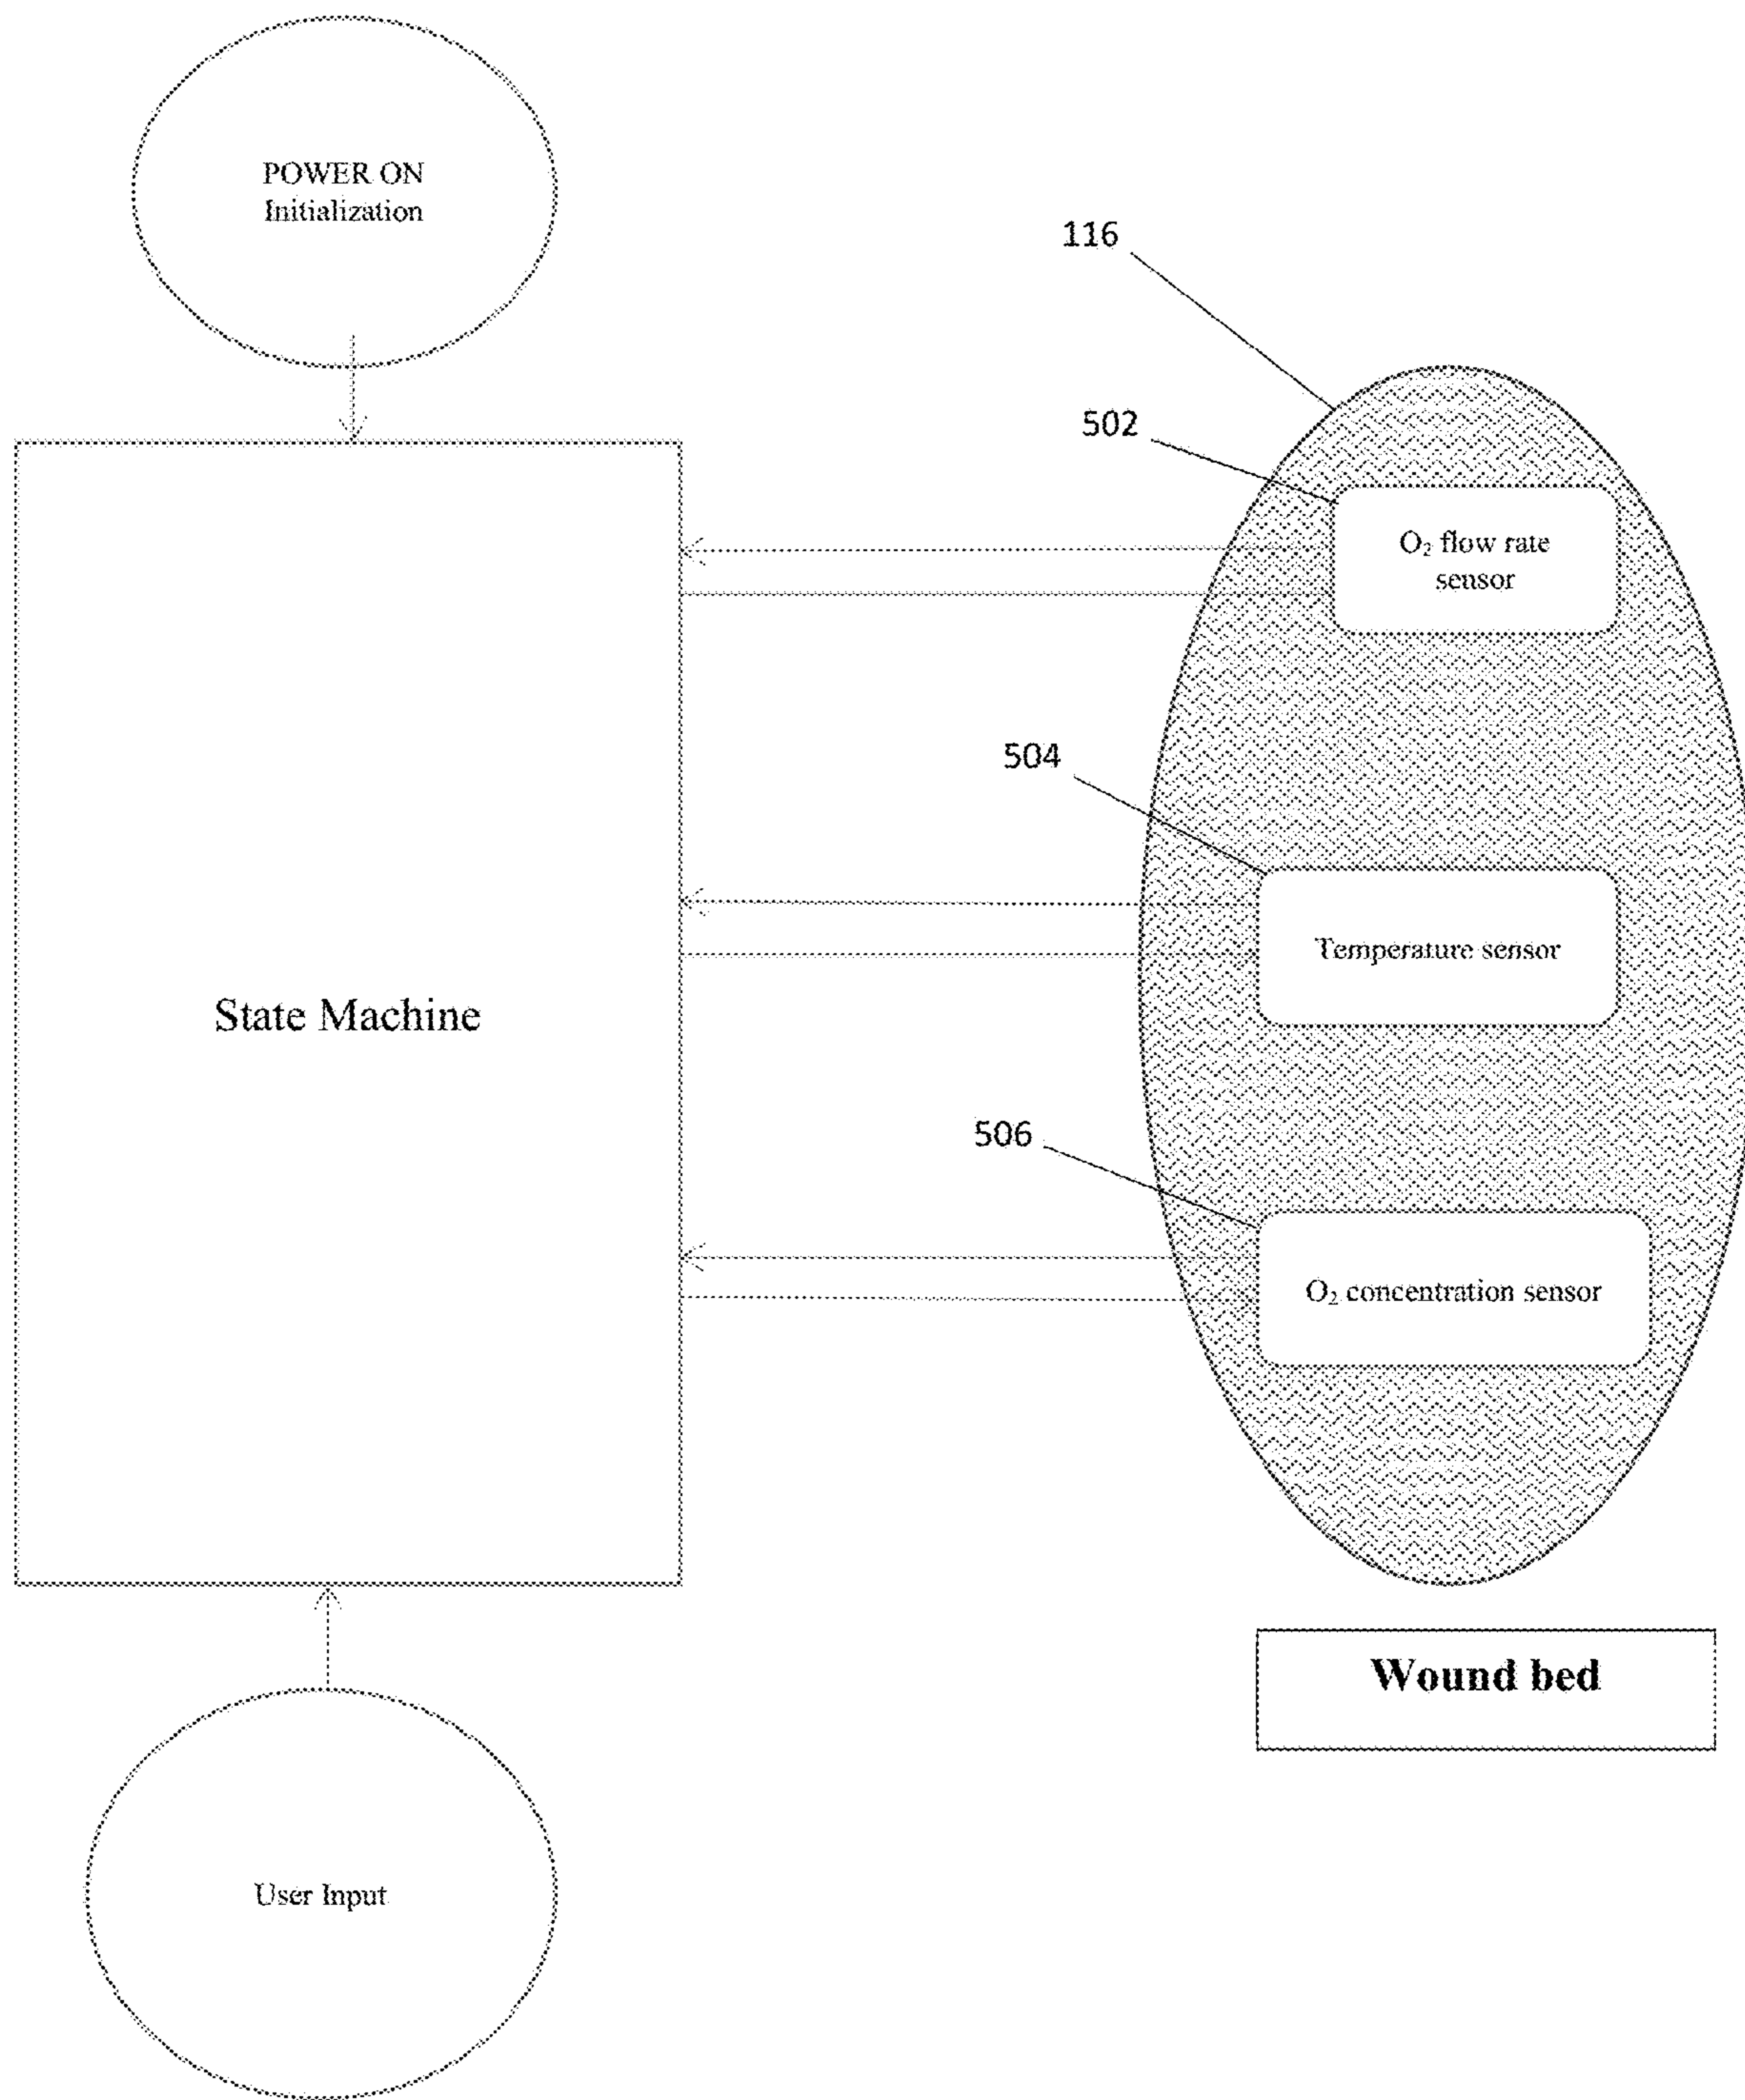 POWER ON
Initialization
116
502
O₂ flow rate
sensor
504
Temperature sensor
State Machine
506
O₂ concentration sensor
Wound bed
User Input